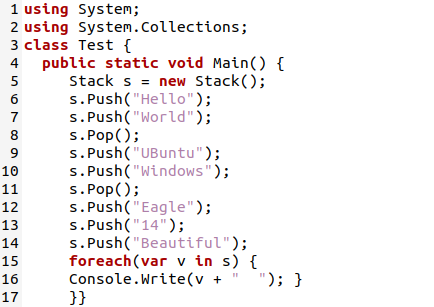 1 using System;
2 using System.Collections;
3 class Test {
4   public static void Main() {
5      Stack s = new Stack();
6      s.Push("Hello");
7      s.Push("World");
8      s.Pop();
9      s.Push("UBuntu");
10      s.Push("Windows");
11      s.Pop();
12      s.Push("Eagle");
13      s.Push("14");
14      s.Push("Beautiful");
15      foreach(var v in s) {
16      Console.Write(v + "  "); }
17      }}